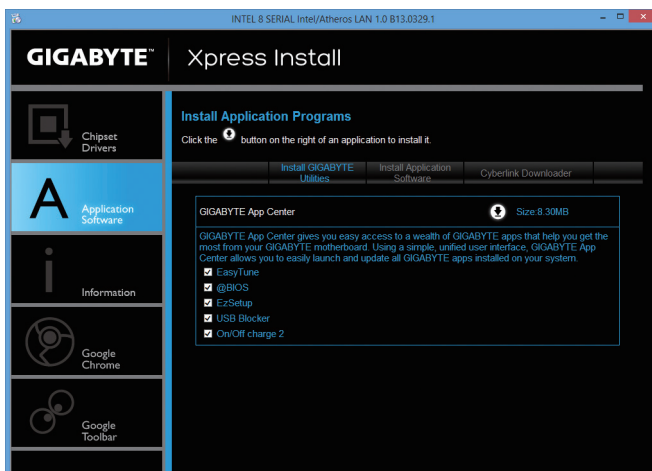 INTEL 8 SERIAL Intel/Atheros LAN 1.0 B13.0329.1
GIGABYTE™
Xpress Install
Chipset
Drivers
Application
Software
Information
Google
Chrome
Google
Toolbar
Install Application Programs
Click the button on the right of an application to install it.
Install GIGABYTE
Utilities
Install Application
Software
Cyberlink Downloader
GIGABYTE App Center
Size:8.30MB
GIGABYTE App Center gives you easy access to a wealth of GIGABYTE apps that help you get the
most from your GIGABYTE motherboard. Using a simple, unified user interface, GIGABYTE App
Center allows you to easily launch and update all GIGABYTE apps installed on your system.
EasyTune
@BIOS
EzSetup
USB Blocker
On/Off charge 2